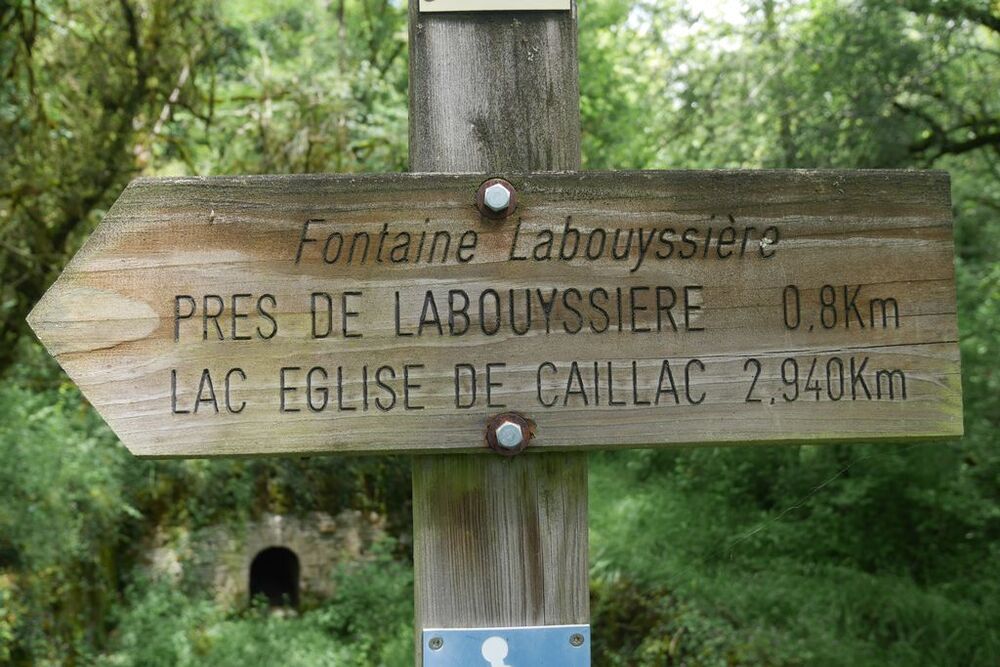 Fontaine Labouyssière
PRES DE LABOUYSSIERE 0.8Km
LAC EGLISE DE CAILLAC 2.940Km